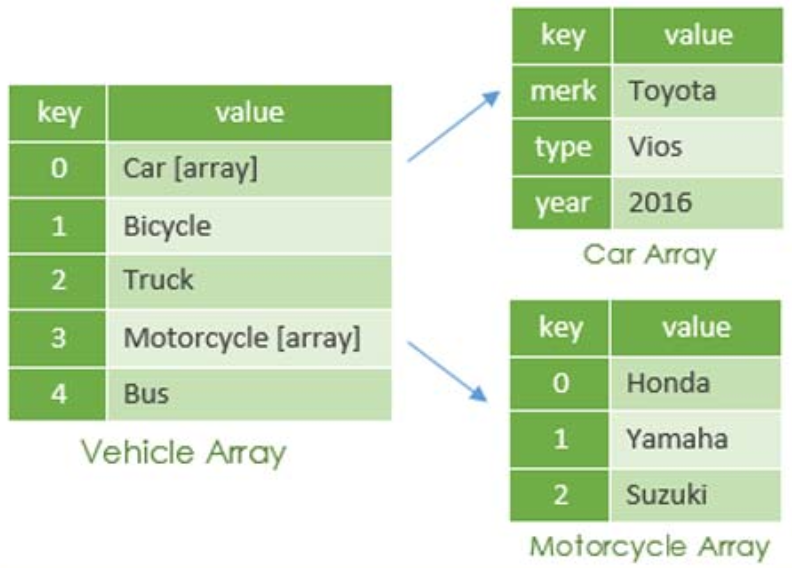 key value
0 Car [array]
1 Bicycle
2 Truck
3 Motorcycle [array]
4 Bus
Vehicle Array
key value
merk Toyota
type Vios
year 2016
Car Array
key value
0 Honda
1 Yamaha
2 Suzuki
Motorcycle Array